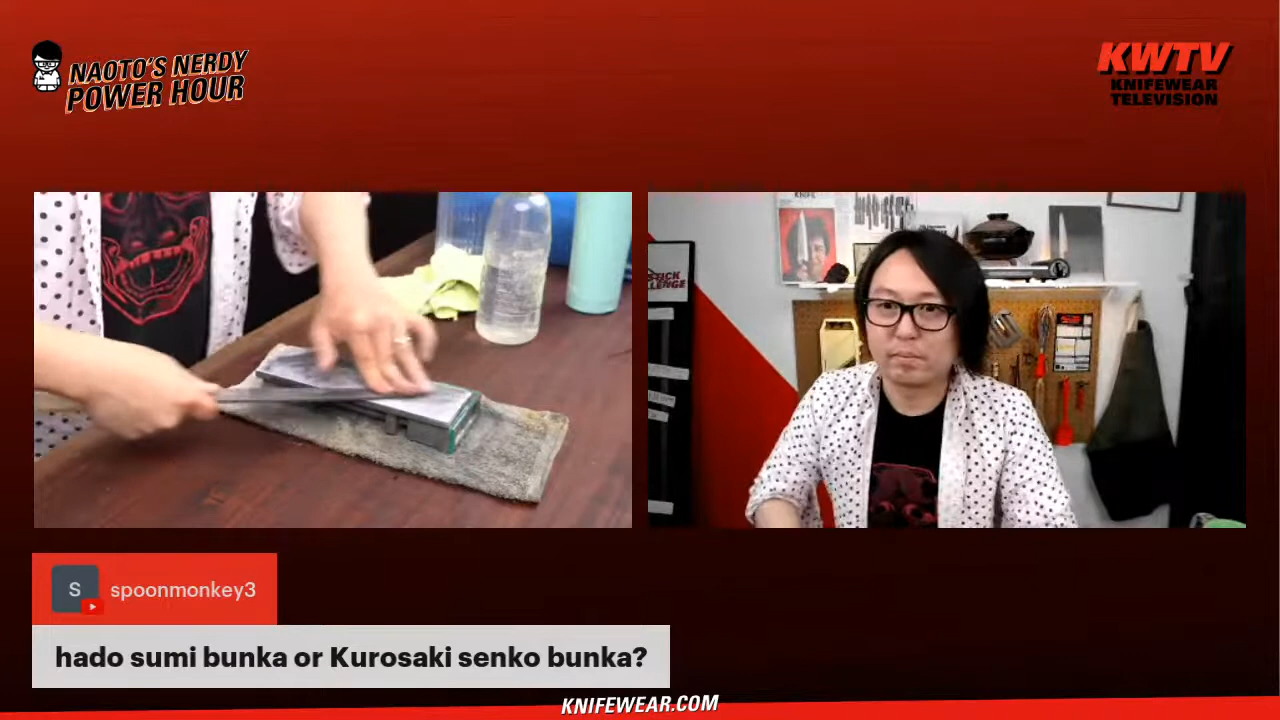 NAOTO'S NERDY
POWER HOUR
KWTV
KNIFEWEAR
TELEVISION
S
spoonmonkey3
hado sumi bunka or Kurosaki senko bunka?
KNIFEWEAR.COM